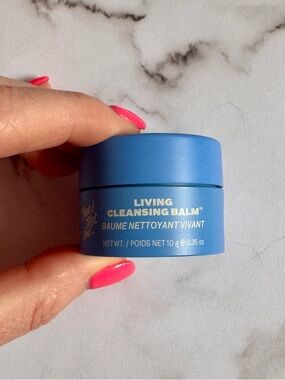 LIVING
CLEANSING BALM™
BAUME NETTOYANT VIVANT
NET WT. / POIDS NET 10 g ℮ 0.35 oz